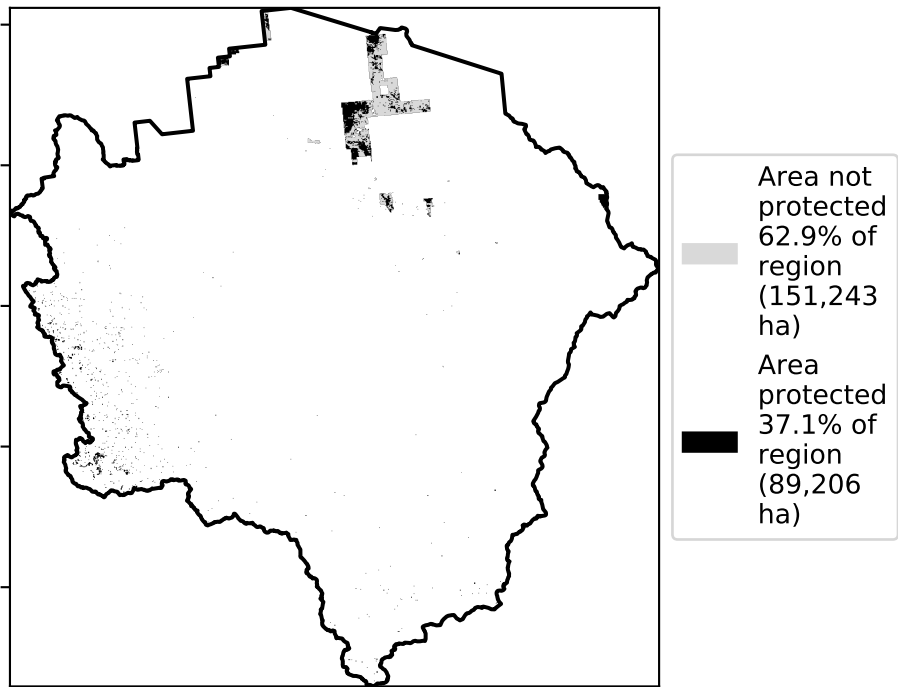 Area not
protected
62.9% of
region
(151,243
ha)
Area
protected
37.1% of
region
(89,206
ha)